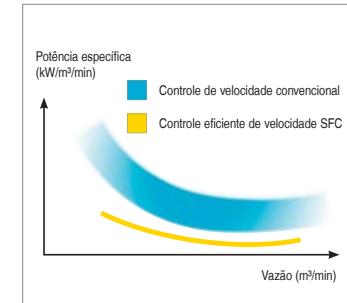 Potência específica
(kW/m³/min)
Controle de velocidade convencional
Controle eficiente de velocidade SFC
Vazão (m³/min)